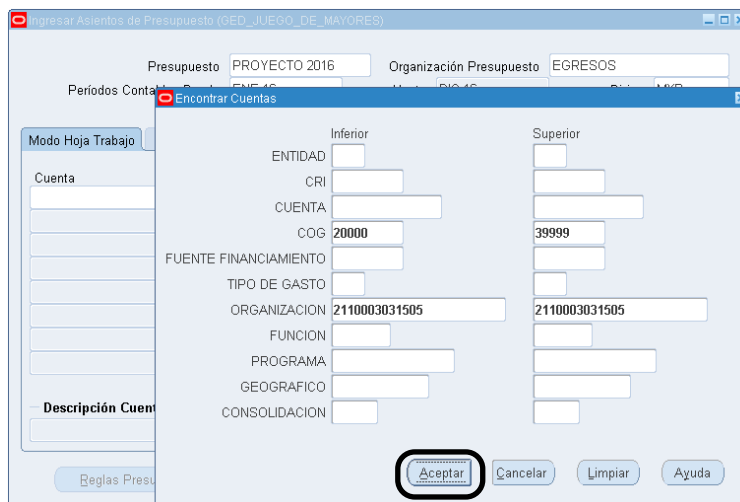 Ingresar Asientos de Presupuesto (GED_JUEGO_DE_MAYORES)
Presupuesto PROYECTO 2016 Organización Presupuesto EGRESOS
Períodos
Encontrar Cuentas
Modo Hoja Trabajo
Cuenta
Inferior Superior
ENTIDAD
CRI
CUENTA
COG 20000 39999
FUENTE FINANCIAMIENTO
TIPO DE GASTO
ORGANIZACION 2110003031505 2110003031505
FUNCION
PROGRAMA
GEOGRAFICO
CONSOLIDACION
Descripción Cuent
Reglas Presu
Aceptar Cancelar Limpiar Ayuda